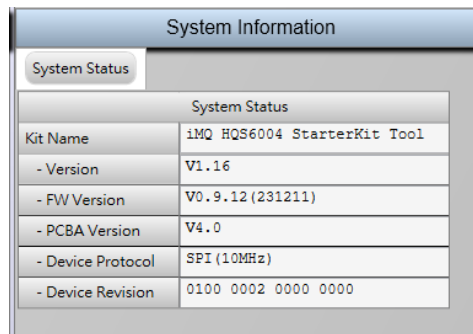 System Information
System Status
System Status
Kit Name iMQ HQS6004 StarterKit Tool
- Version V1.16
- FW Version V0.9.12(231211)
- PCBA Version V4.0
- Device Protocol SPI(10MHz)
- Device Revision 0100 0002 0000 0000